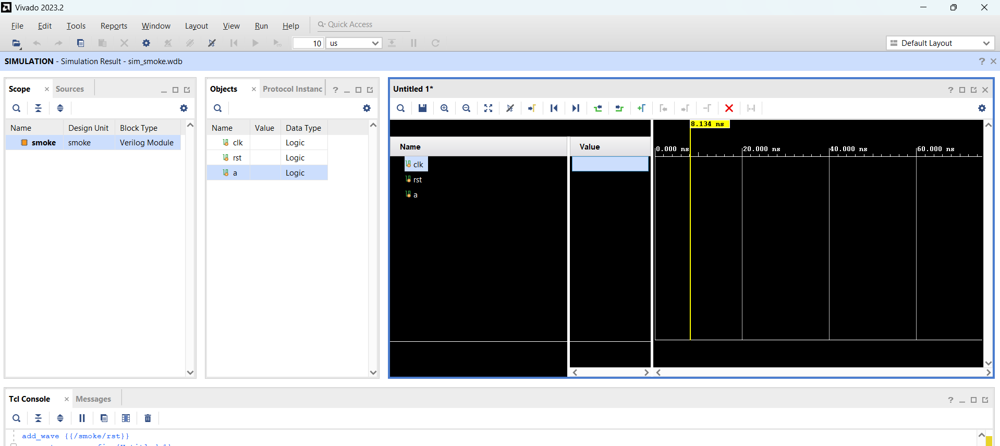 Vivado 2023.2
File Edit Tools Reports Window Layout View Run Help Quick Access
10 us Default Layout
SIMULATION - Simulation Result - sim_smoke.wdb ?
Scope Sources
Name Design Unit Block Type
smoke smoke Verilog Module
Objects Protocol Instanc ?
Name Value Data Type
clk Logic
rst Logic
a Logic
Untitled 1* ?
8.134 ns
Name Value
0.000 ns 20.000 ns 40.000 ns 60.000 ns
clk
rst
a
Tcl Console Messages ?
add_wave {{/smoke/rst}}